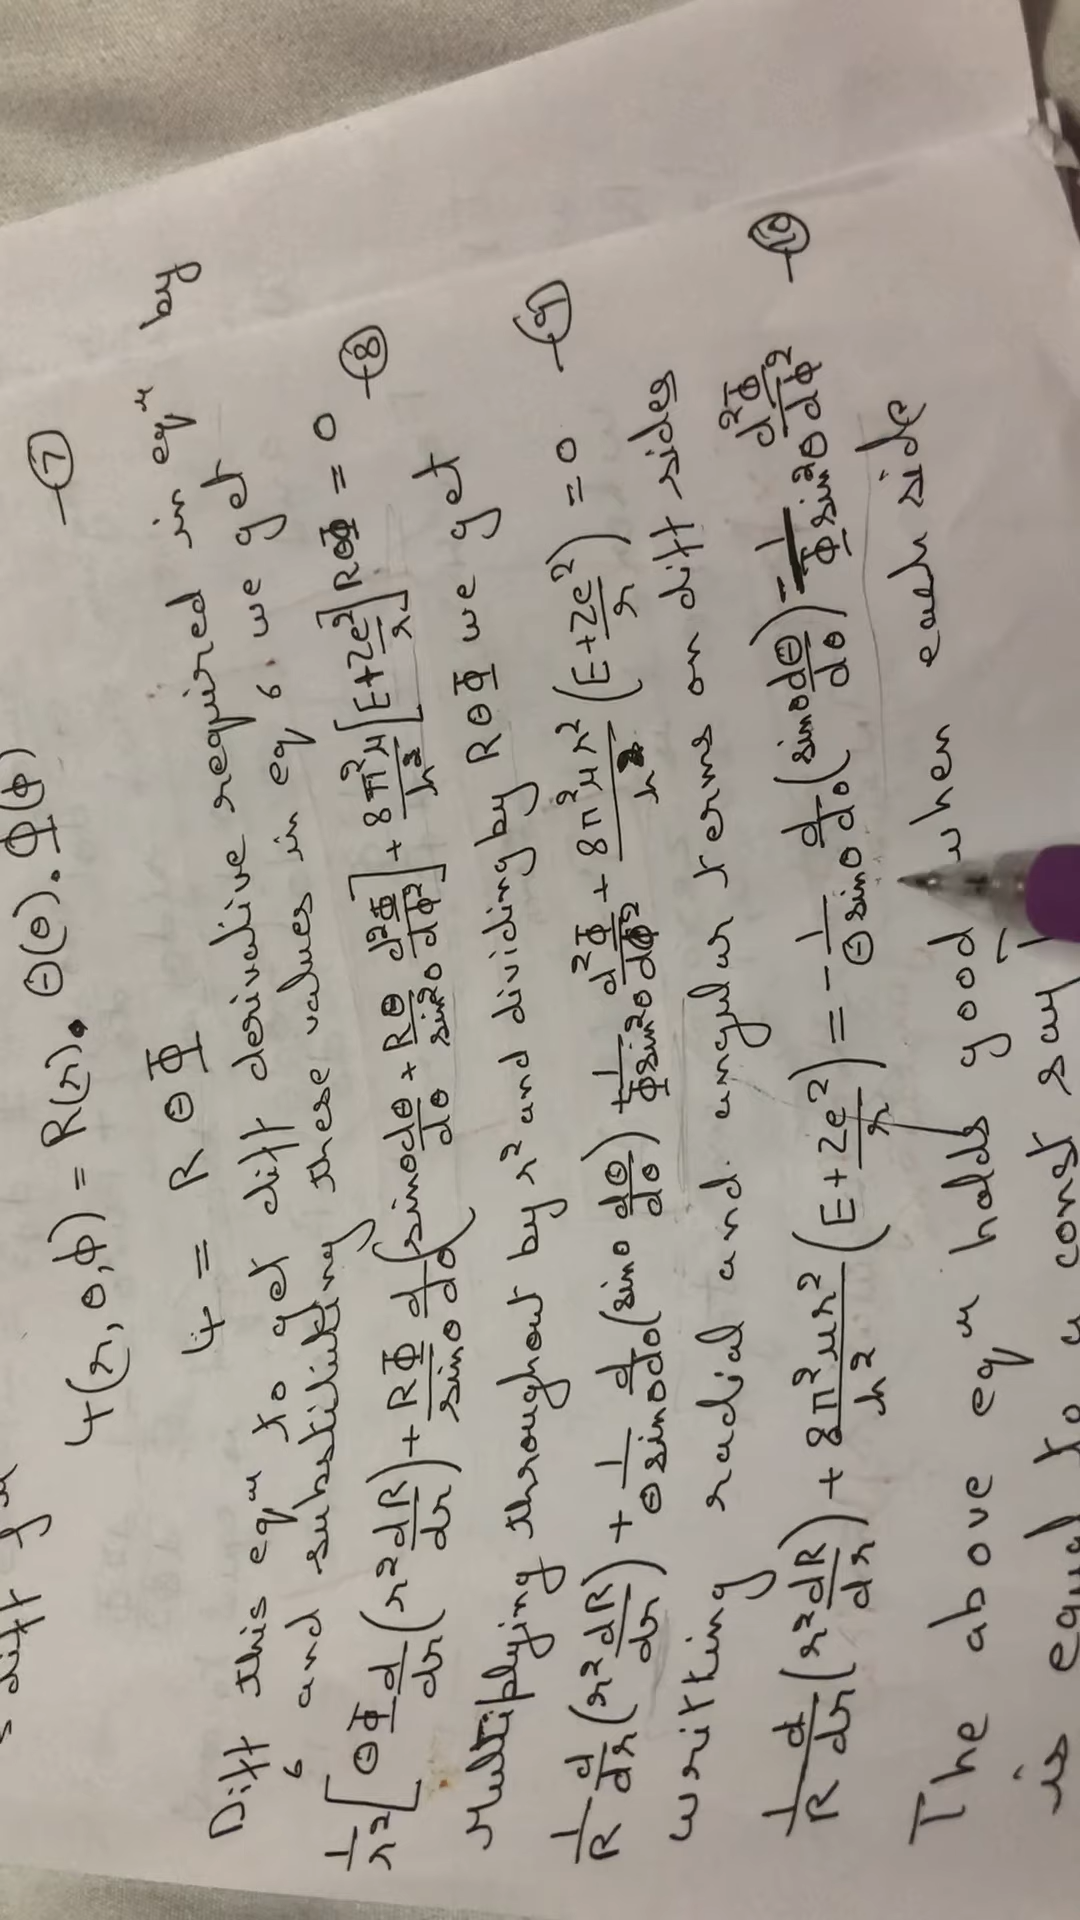 ψ(r, θ, φ) = R(r). Θ(θ). Φ(φ) —⑦
ψ = R Θ Φ
Diff this eqⁿ to get diff derivative required in eqⁿ by
6 and substituting these values in eq 6. we get
1/r² [ΘΦ d/dr (r² dR/dr) + RΦ/sinθ d/dθ (sinθ dΘ/dθ) + RΘ/sin²θ d²Φ/dφ²] + 8π²μ/h² [E + Ze²/r] RΘΦ = 0 —⑧
Multiplying throughout by r² and dividing by RΘΦ we get
1/R d/dr (r² dR/dr) + 1/Θ sinθ d/dθ (sinθ dΘ/dθ) + 1/Φ sin²θ d²Φ/dφ² + 8π²μr²/h² (E + Ze²/r) = 0 —⑨
writting radial and angular terms on diff sides
1/R d/dr (r² dR/dr) + 8π²μr²/h² (E + Ze²/r) = - 1/Θ sinθ d/dθ (sinθ dΘ/dθ) - 1/Φ sin²θ d²Φ/dφ² —⑩
The above eqⁿ holds good when each side
is equal to a const say